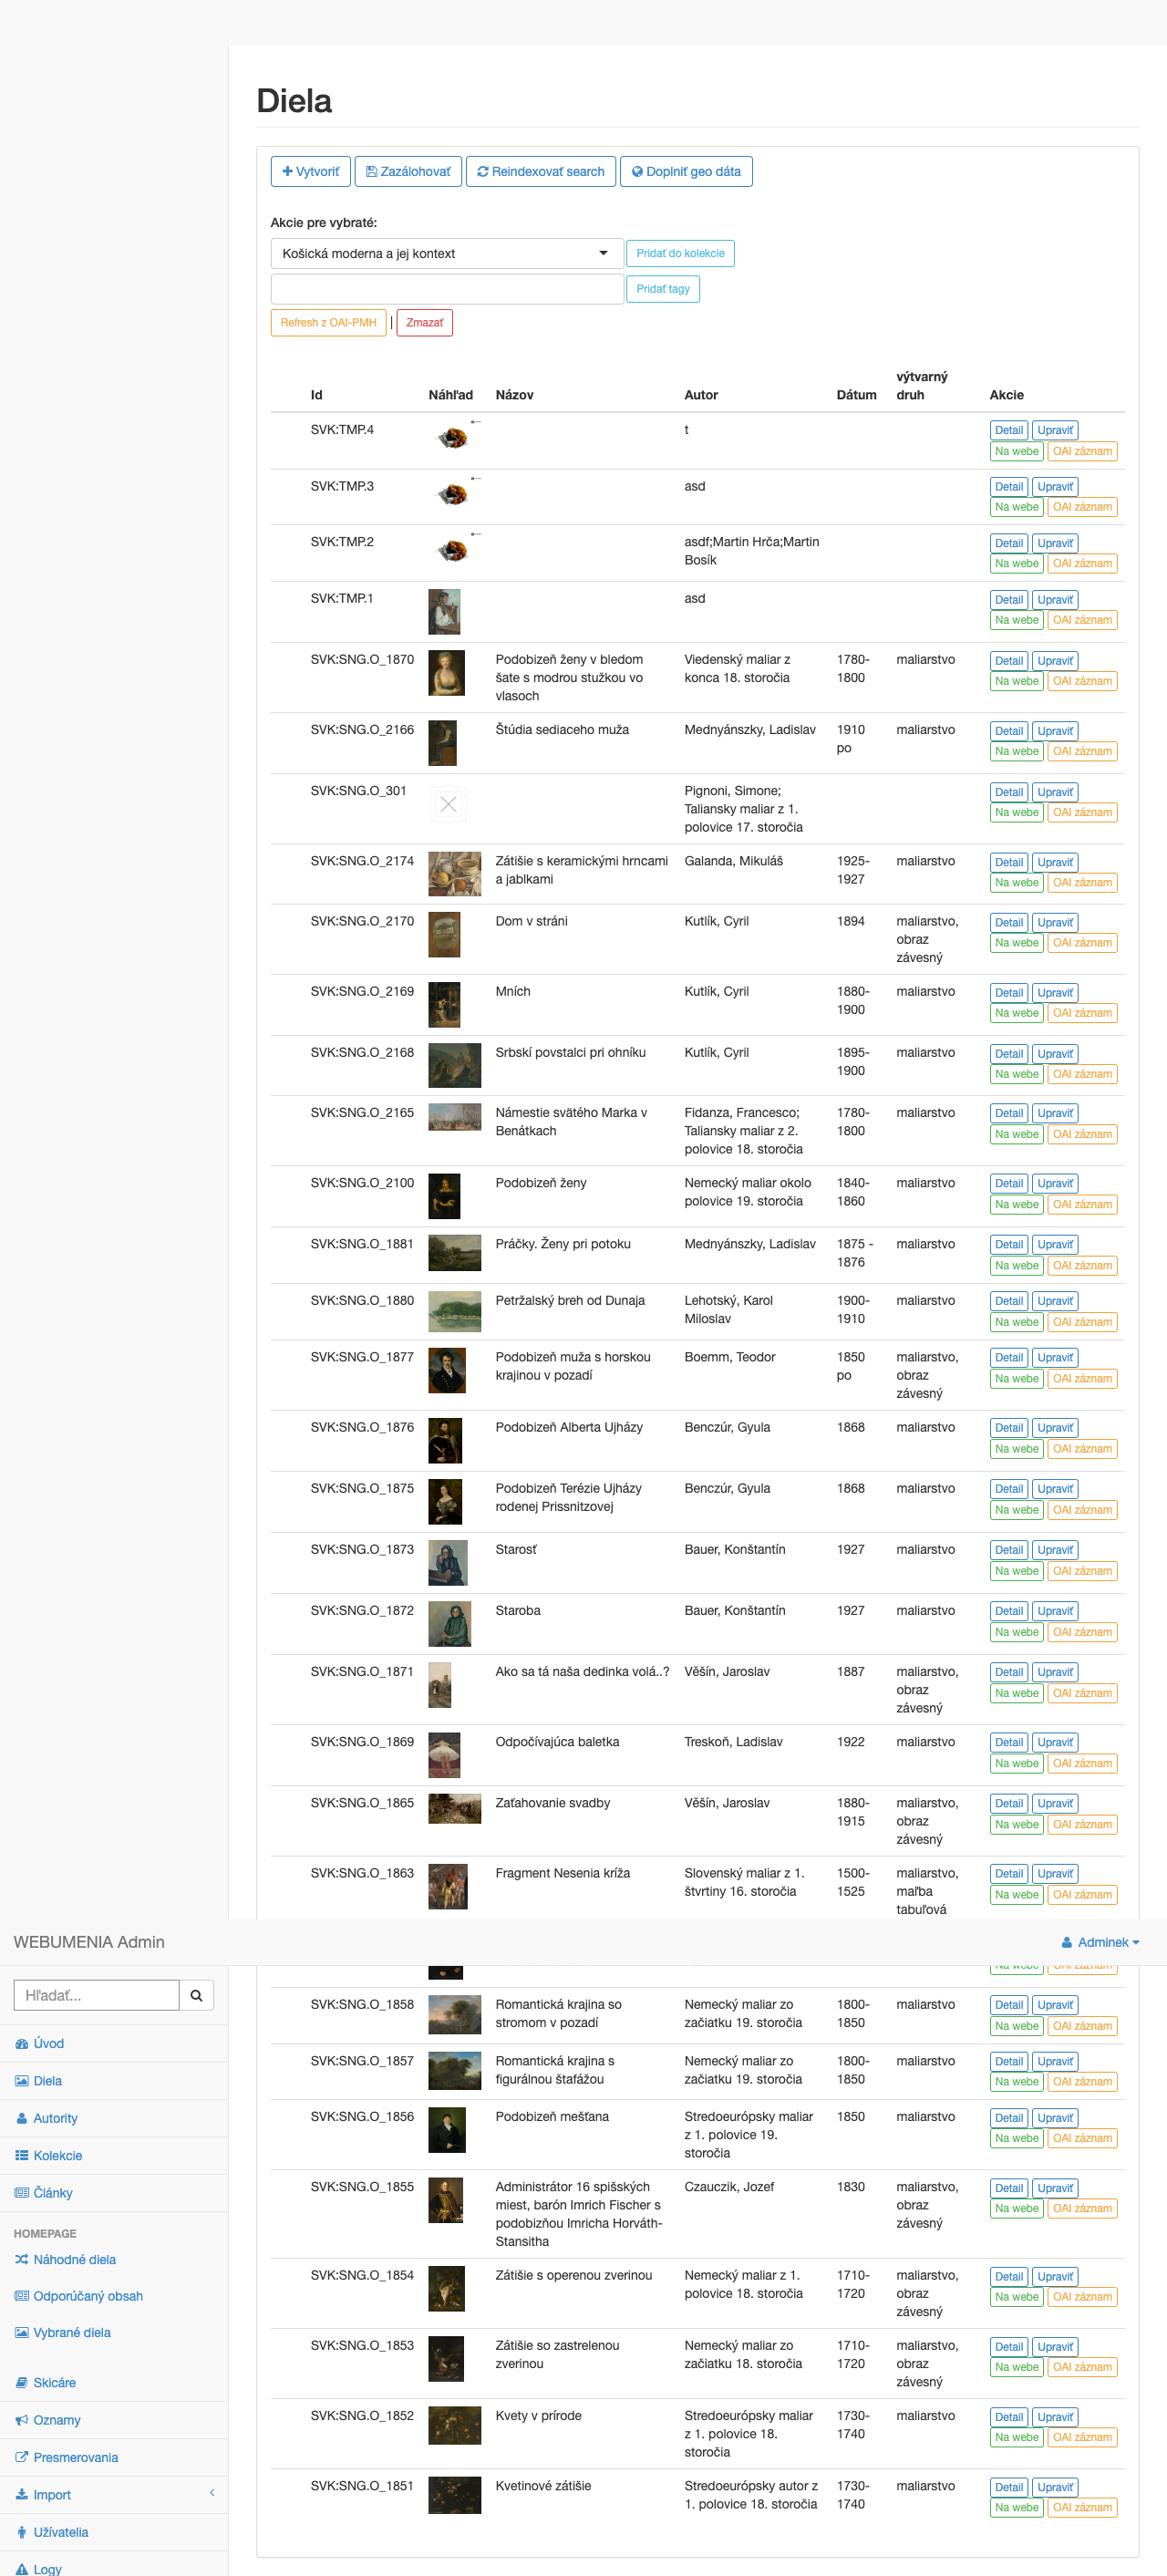 Diela
Vytvoriť Zazálohovať Reindexovať search Doplniť geo dáta
Akcie pre vybraté:
Košická moderna a jej kontext Pridať do kolekcie
Pridať tagy
Refresh z OAI-PMH | Zmazať
Id Náhľad Názov Autor Dátum výtvarný druh Akcie
SVK:TMP.4 t Detail Upraviť
Na webe OAI záznam
SVK:TMP.3 asd Detail Upraviť
Na webe OAI záznam
SVK:TMP.2 asdf;Martin Hrča;Martin Detail Upraviť
Bosík Na webe OAI záznam
SVK:TMP.1 asd Detail Upraviť
Na webe OAI záznam
SVK:SNG.O_1870 Podobizeň ženy v bledom Viedenský maliar z 1780- maliarstvo Detail Upraviť
šate s modrou stužkou vo konca 18. storočia 1800 Na webe OAI záznam
vlasoch
SVK:SNG.O_2166 Štúdia sediaceho muža Mednyánszky, Ladislav 1910 maliarstvo Detail Upraviť
po Na webe OAI záznam
SVK:SNG.O_301 Pignoni, Simone; Detail Upraviť
Taliansky maliar z 1. Na webe OAI záznam
polovice 17. storočia
SVK:SNG.O_2174 Zátišie s keramickými hrncami Galanda, Mikuláš 1925- maliarstvo Detail Upraviť
a jablkami 1927 Na webe OAI záznam
SVK:SNG.O_2170 Dom v stráni Kutlík, Cyril 1894 maliarstvo, Detail Upraviť
obraz Na webe OAI záznam
závesný
SVK:SNG.O_2169 Mních Kutlík, Cyril 1880- maliarstvo Detail Upraviť
1900 Na webe OAI záznam
SVK:SNG.O_2168 Srbskí povstalci pri ohníku Kutlík, Cyril 1895- maliarstvo Detail Upraviť
1900 Na webe OAI záznam
SVK:SNG.O_2165 Námestie svätého Marka v Fidanza, Francesco; 1780- maliarstvo Detail Upraviť
Benátkach Taliansky maliar z 2. 1800 Na webe OAI záznam
polovice 18. storočia
SVK:SNG.O_2100 Podobizeň ženy Nemecký maliar okolo 1840- maliarstvo Detail Upraviť
polovice 19. storočia 1860 Na webe OAI záznam
SVK:SNG.O_1881 Práčky. Ženy pri potoku Mednyánszky, Ladislav 1875 - maliarstvo Detail Upraviť
1876 Na webe OAI záznam
SVK:SNG.O_1880 Petržalský breh od Dunaja Lehotský, Karol 1900- maliarstvo Detail Upraviť
Miloslav 1910 Na webe OAI záznam
SVK:SNG.O_1877 Podobizeň muža s horskou Boemm, Teodor 1850 maliarstvo, Detail Upraviť
krajinou v pozadí po obraz Na webe OAI záznam
závesný
SVK:SNG.O_1876 Podobizeň Alberta Ujházy Benczúr, Gyula 1868 maliarstvo Detail Upraviť
Na webe OAI záznam
SVK:SNG.O_1875 Podobizeň Terézie Ujházy Benczúr, Gyula 1868 maliarstvo Detail Upraviť
rodenej Prissnitzovej Na webe OAI záznam
SVK:SNG.O_1873 Starosť Bauer, Konštantín 1927 maliarstvo Detail Upraviť
Na webe OAI záznam
SVK:SNG.O_1872 Staroba Bauer, Konštantín 1927 maliarstvo Detail Upraviť
Na webe OAI záznam
SVK:SNG.O_1871 Ako sa tá naša dedinka volá..? Věšín, Jaroslav 1887 maliarstvo, Detail Upraviť
obraz Na webe OAI záznam
závesný
SVK:SNG.O_1869 Odpočívajúca baletka Treskoň, Ladislav 1922 maliarstvo Detail Upraviť
Na webe OAI záznam
SVK:SNG.O_1865 Zaťahovanie svadby Věšín, Jaroslav 1880- maliarstvo, Detail Upraviť
1915 obraz Na webe OAI záznam
závesný
SVK:SNG.O_1863 Fragment Nesenia kríža Slovenský maliar z 1. 1500- maliarstvo, Detail Upraviť
štvrtiny 16. storočia 1525 maľba Na webe OAI záznam
tabuľová
WEBUMENIA Admin Adminek
Hľadať...
Úvod
Diela
Autority
Kolekcie
Články
HOMEPAGE
Náhodné diela
Odporúčaný obsah
Vybrané diela
Skicáre
Oznamy
Presmerovania
Import
Užívatelia
Logy
SVK:SNG.O_1858 Romantická krajina so Nemecký maliar zo 1800- maliarstvo Detail Upraviť
stromom v pozadí začiatku 19. storočia 1850 Na webe OAI záznam
SVK:SNG.O_1857 Romantická krajina s Nemecký maliar zo 1800- maliarstvo Detail Upraviť
figurálnou štafážou začiatku 19. storočia 1850 Na webe OAI záznam
SVK:SNG.O_1856 Podobizeň mešťana Stredoeurópsky maliar 1850 maliarstvo Detail Upraviť
z 1. polovice 19. Na webe OAI záznam
storočia
SVK:SNG.O_1855 Administrátor 16 spišských Czauczik, Jozef 1830 maliarstvo, Detail Upraviť
miest, barón Imrich Fischer s obraz Na webe OAI záznam
podobizňou Imricha Horváth- závesný
Stansitha
SVK:SNG.O_1854 Zátišie s operenou zverinou Nemecký maliar z 1. 1710- maliarstvo, Detail Upraviť
polovice 18. storočia 1720 obraz Na webe OAI záznam
závesný
SVK:SNG.O_1853 Zátišie so zastrelenou Nemecký maliar zo 1710- maliarstvo, Detail Upraviť
zverinou začiatku 18. storočia 1720 obraz Na webe OAI záznam
závesný
SVK:SNG.O_1852 Kvety v prírode Stredoeurópsky maliar 1730- maliarstvo Detail Upraviť
z 1. polovice 18. 1740 Na webe OAI záznam
storočia
SVK:SNG.O_1851 Kvetinové zátišie Stredoeurópsky autor z 1730- maliarstvo Detail Upraviť
1. polovice 18. storočia 1740 Na webe OAI záznam